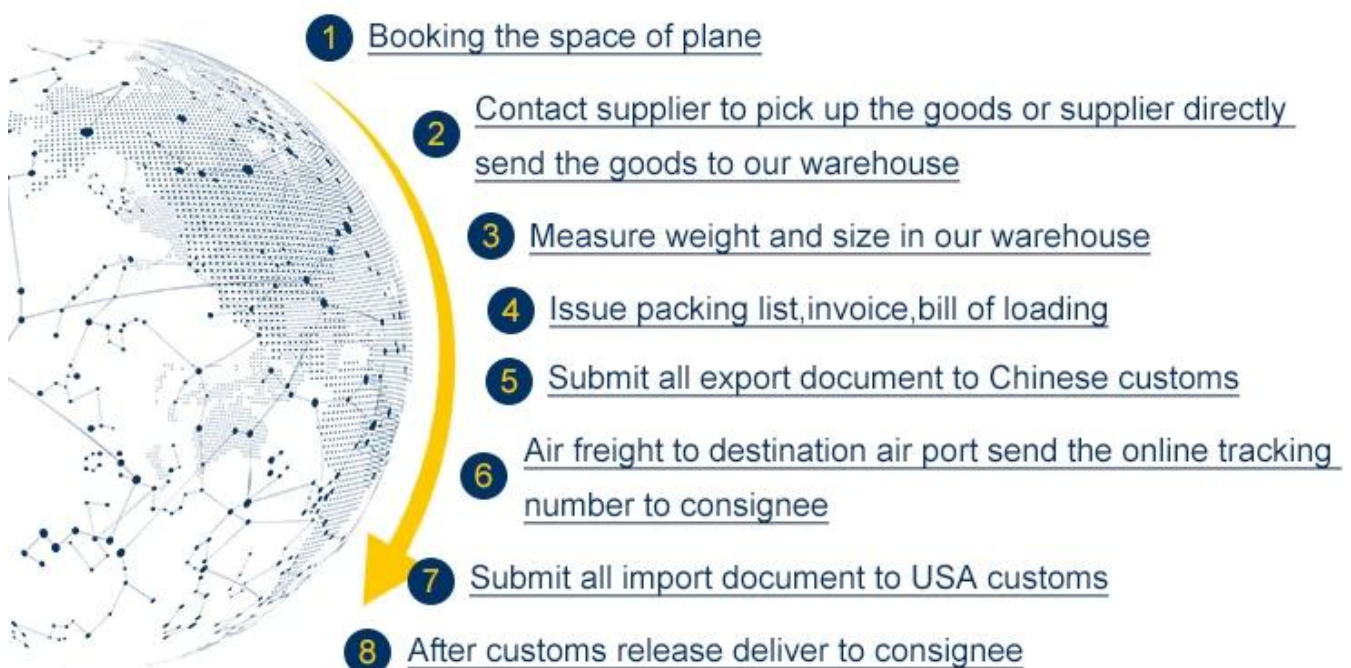 1 Booking the space of plane
2 Contact supplier to pick up the goods or supplier directly
send the goods to our warehouse
3 Measure weight and size in our warehouse
4 Issue packing list,invoice,bill of loading
5 Submit all export document to Chinese customs
6 Air freight to destination air port send the online tracking
number to consignee
7 Submit all import document to USA customs
8 After customs release deliver to consignee